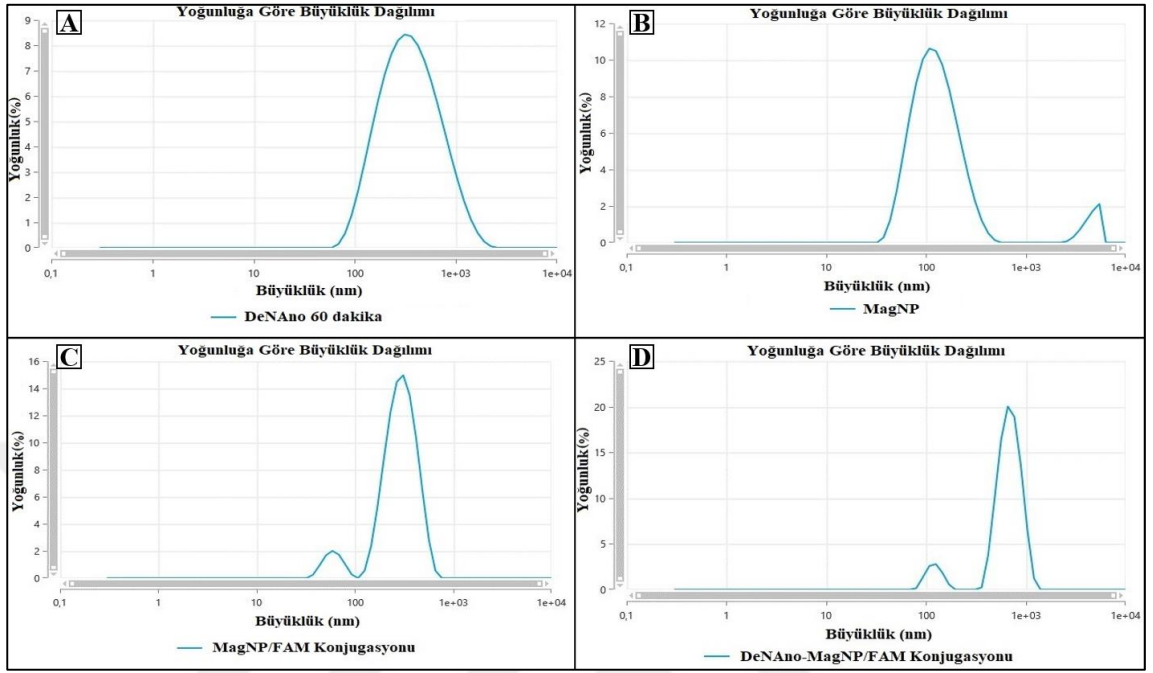 A
Yoğunluğa Göre Büyüklük Dağılımı
Yoğunluk(%)
9
8
7
6
5
4
3
2
1
0
0,1
1
10
100
1e+03
1e+04
Büyüklük (nm)
DeNAno 60 dakika
B
Yoğunluğa Göre Büyüklük Dağılımı
Yoğunluk(%)
12
10
8
6
4
2
0
0,1
1
10
100
1e+03
1e+04
Büyüklük (nm)
MagNP
C
Yoğunluğa Göre Büyüklük Dağılımı
Yoğunluk(%)
16
14
12
10
8
6
4
2
0
0,1
1
10
100
1e+03
1e+04
Büyüklük (nm)
MagNP/FAM Konjugasyonu
D
Yoğunluğa Göre Büyüklük Dağılımı
Yoğunluk(%)
25
20
15
10
5
0
0,1
1
10
100
1e+03
1e+04
Büyüklük (nm)
DeNAno-MagNP/FAM Konjugasyonu